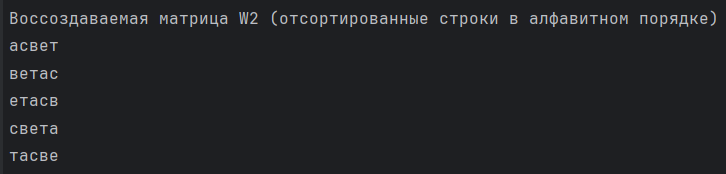 Воссоздаваемая матрица W2 (отсортированные строки в алфавитном порядке)
асвет
ветас
етасв
света
тасве